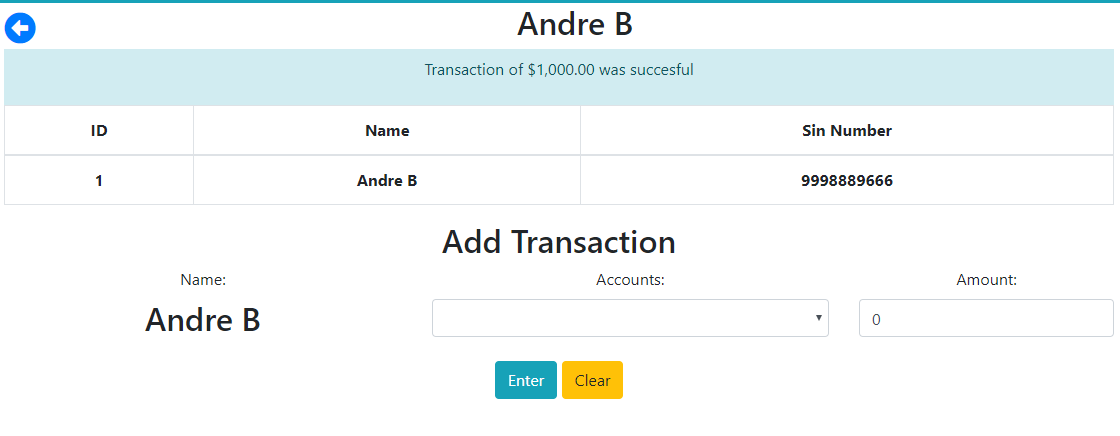 Andre B
Transaction of $1,000.00 was succesful
ID Name Sin Number
1 Andre B 9998889666
Add Transaction
Name: Accounts: Amount:
Andre B 0
Enter Clear